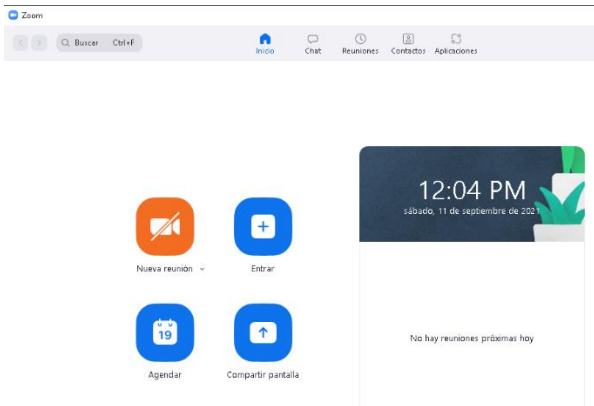 Zoom
Buscar Ctrl+F
Inicio Chat Reuniones Contactos Aplicaciones
12:04 PM
sábado, 11 de septiembre de 2021
Nueva reunión
Entrar
19
Agendar
Compartir pantalla
No hay reuniones próximas hoy